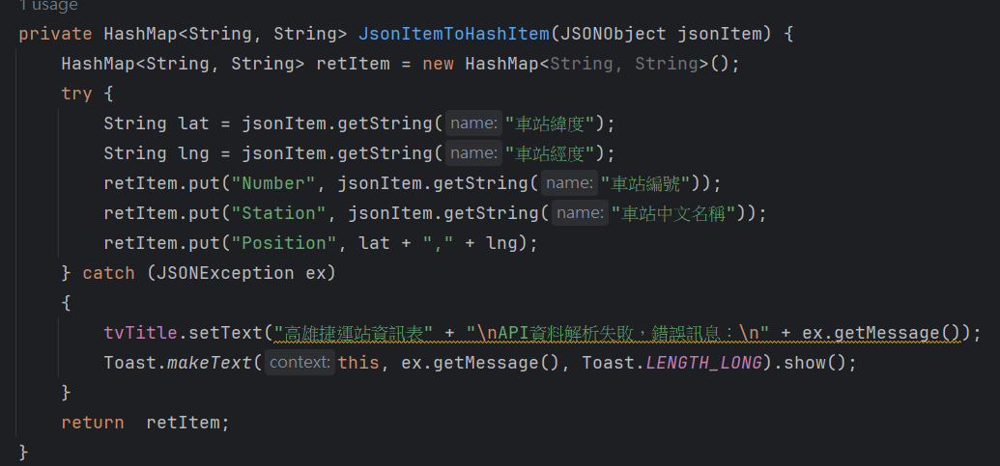 1 usage
private HashMap<String, String> JsonItemToHashItem(JSONObject jsonItem) {
    HashMap<String, String> retItem = new HashMap<String, String>();
    try {
        String lat = jsonItem.getString( name: "車站緯度");
        String lng = jsonItem.getString( name: "車站經度");
        retItem.put("Number", jsonItem.getString( name: "車站編號"));
        retItem.put("Station", jsonItem.getString( name: "車站中文名稱"));
        retItem.put("Position", lat + "," + lng);
    } catch (JSONException ex)
    {
        tvTitle.setText("高雄捷運站資訊表" + "\nAPI資料解析失敗，錯誤訊息：\n" + ex.getMessage());
        Toast.makeText( context: this, ex.getMessage(), Toast.LENGTH_LONG).show();
    }
    return  retItem;
}